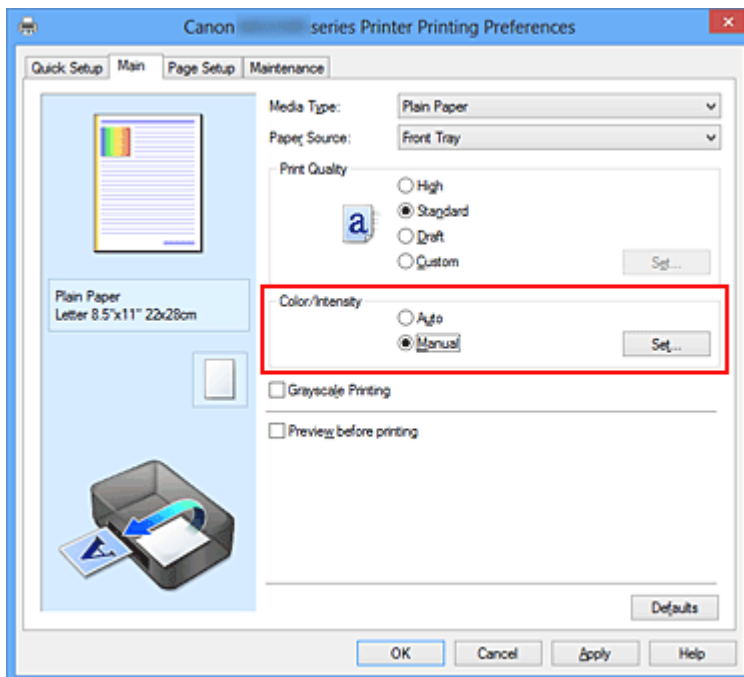 Canon series Printer Printing Preferences
Quick Setup Main Page Setup Maintenance
Media Type: Plain Paper
Paper Source: Front Tray
Print Quality
High
a Standard
Draft
Custom Set...
Plain Paper
Letter 8.5"x11" 22x28cm
Color/Intensity
Auto
Manual Set...
Grayscale Printing
Preview before printing
A
Defaults
OK Cancel Apply Help